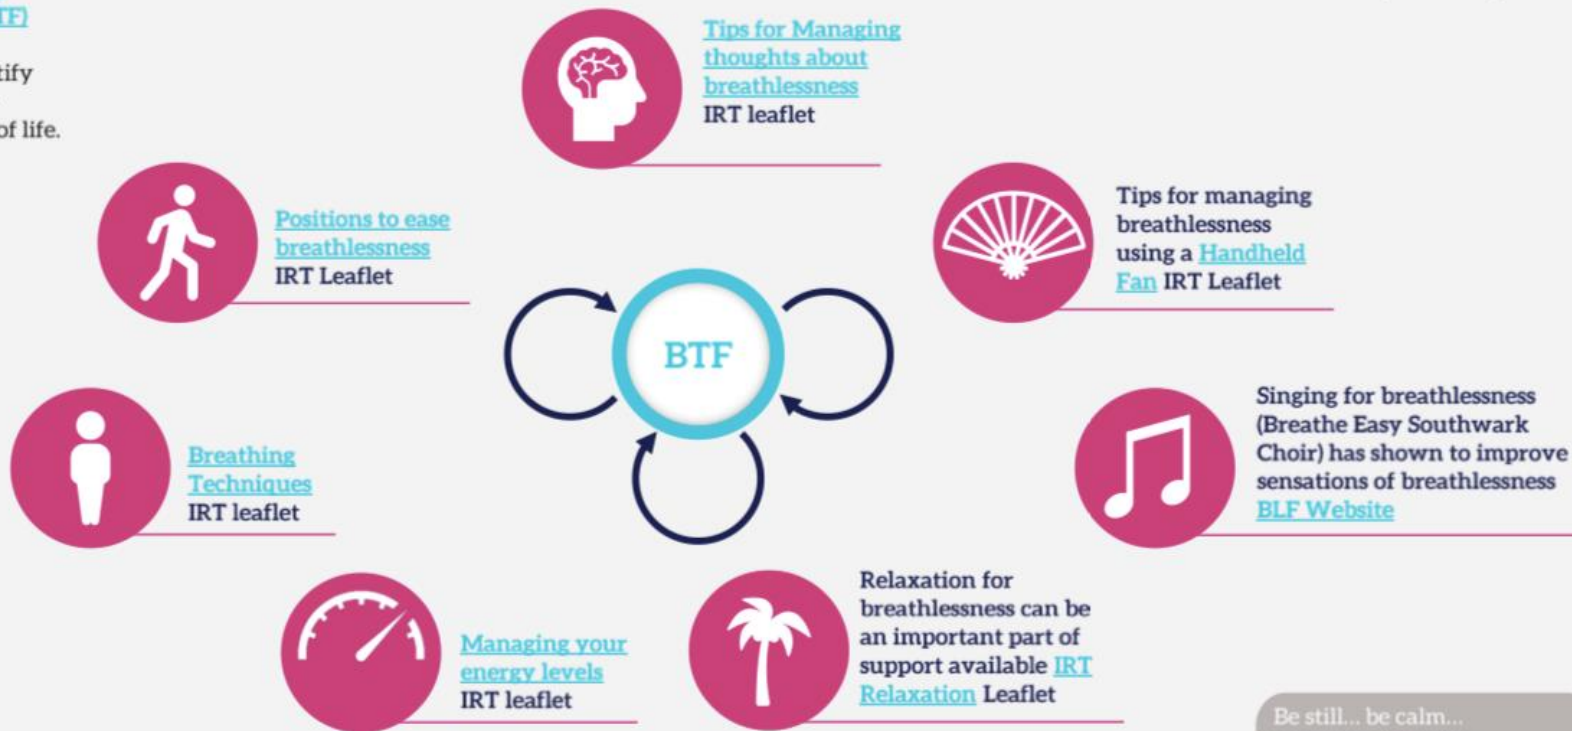 TF)
tify
of life.
Tips for Managing
thoughts about
breathlessness
IRT leaflet
Positions to ease
breathlessness
IRT Leaflet
Tips for managing
breathlessness
using a Handheld
Fan IRT Leaflet
BTF
Breathing
Techniques
IRT leaflet
Singing for breathlessness
(Breathe Easy Southwark
Choir) has shown to improve
sensations of breathlessness
BLF Website
Managing your
energy levels
IRT leaflet
Relaxation for
breathlessness can be
an important part of
support available IRT
Relaxation Leaflet
Be still... be calm...